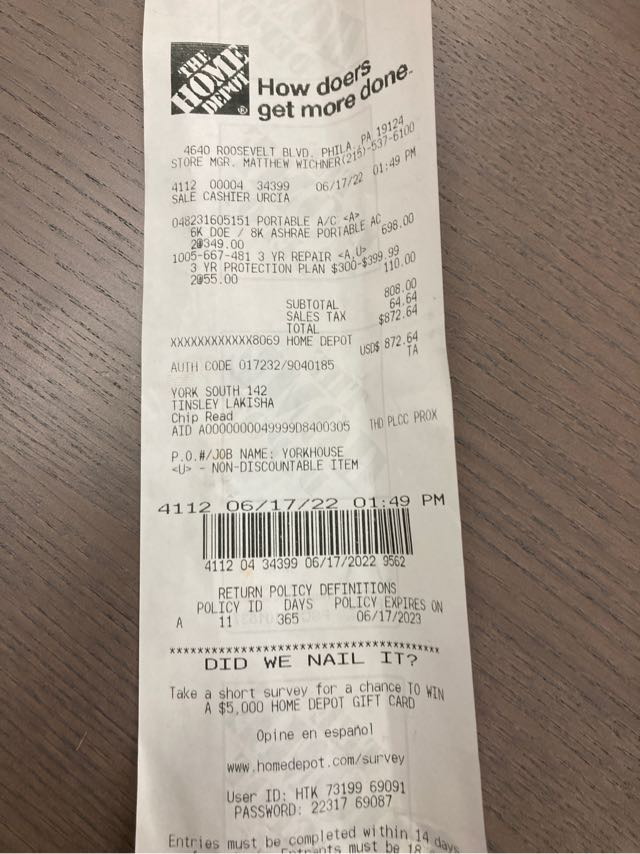 THE
HOME
DEPOT
How doers
get more done.
4640 ROOSEVELT BLVD. PHILA, PA 19124
STORE MGR. MATTHEW WICHNER(215)-537-6100
4112 00004 34399 06/17/22 01:49 PM
SALE CASHIER URCIA
048231605151 PORTABLE A/C <A>
6K DOE / 8K ASHRAE PORTABLE AC
2@349.00 698.00
1005-667-481 3 YR REPAIR <A,U>
3 YR PROTECTION PLAN $300-$399.99
2@55.00 110.00
SUBTOTAL 808.00
SALES TAX 64.64
TOTAL $872.64
XXXXXXXXXXXX8069 HOME DEPOT
USD$ 872.64
AUTH CODE 017232/9040185 TA
YORK SOUTH 142
TINSLEY LAKISHA
Chip Read
AID A0000000049999D8400305 THD PLCC PROX
P.O.#/JOB NAME: YORKHOUSE
<U> - NON-DISCOUNTABLE ITEM
4112 06/17/22 01:49 PM
4112 04 34399 06/17/2022 9562
RETURN POLICY DEFINITIONS
POLICY ID DAYS POLICY EXPIRES ON
A 11 365 06/17/2023
****************************************
DID WE NAIL IT?
Take a short survey for a chance TO WIN
A $5,000 HOME DEPOT GIFT CARD
Opine en español
www.homedepot.com/survey
User ID: HTK 73199 69091
PASSWORD: 22317 69087
Entries must be completed within 14 days
Entrants must be 18